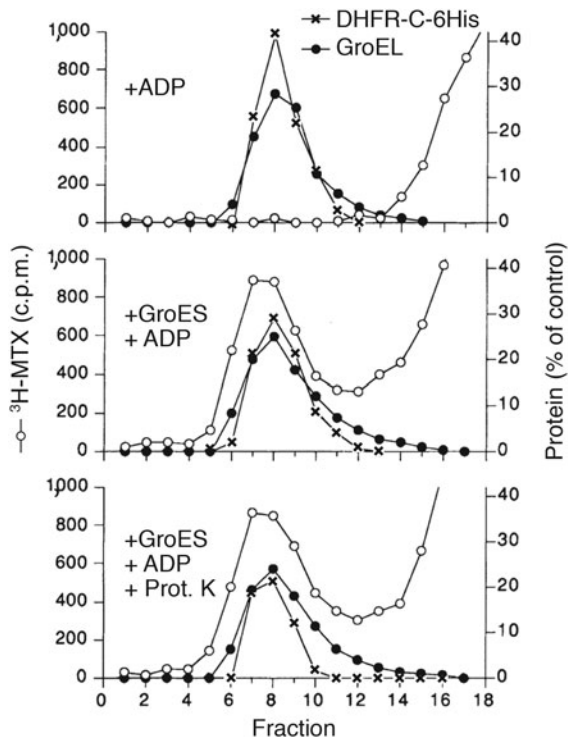 DHFR-C-6His
GroEL
1,000
800
600
400
200
0
+ADP
40
30
20
10
0
1,000
800
600
400
200
0
+GroES
+ ADP
40
30
20
10
0
1,000
800
600
400
200
0
+GroES
+ ADP
+ Prot. K
40
30
20
10
0
0 2 4 6 8 10 12 14 16 18
Fraction
³H-MTX (c.p.m.)
Protein (% of control)